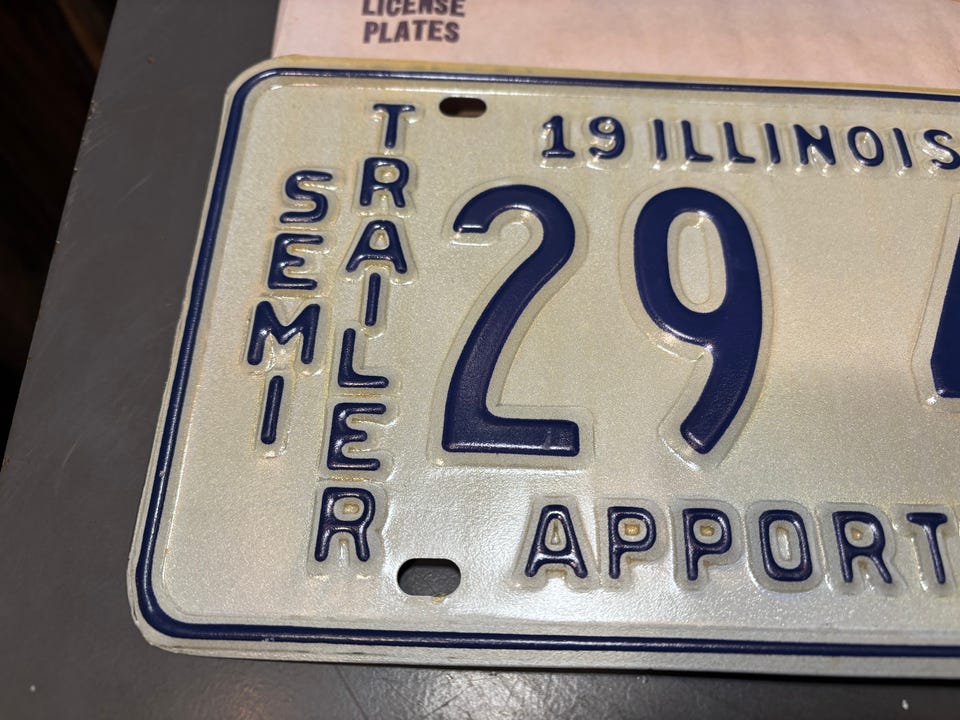 LICENSE
PLATES
19 ILLINOIS
SEMI
TRAILER
29
APPORT